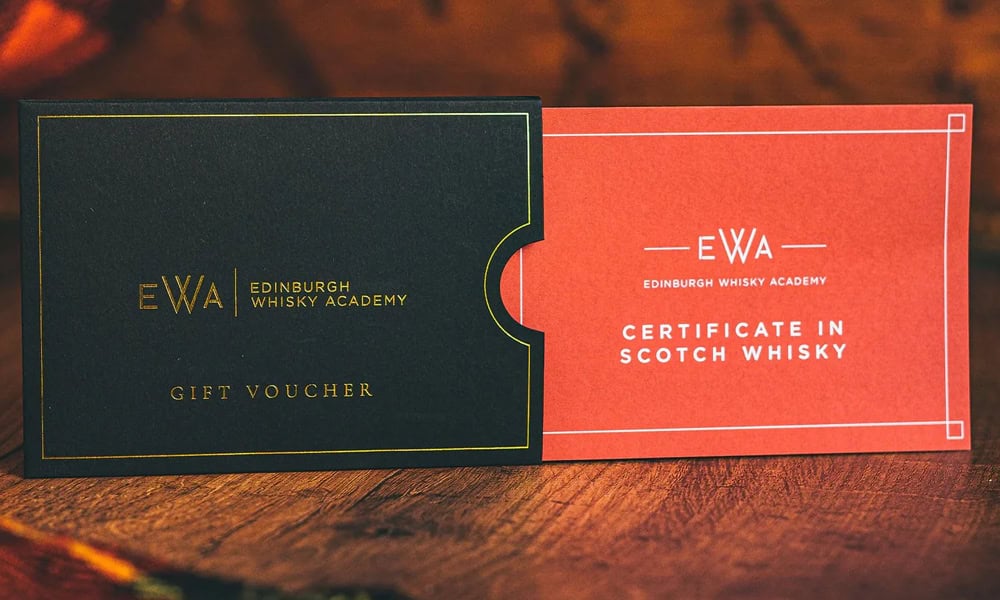 EWA
EDINBURGH
WHISKY ACADEMY
GIFT VOUCHER
EWA
EDINBURGH WHISKY ACADEMY
CERTIFICATE IN
SCOTCH WHISKY